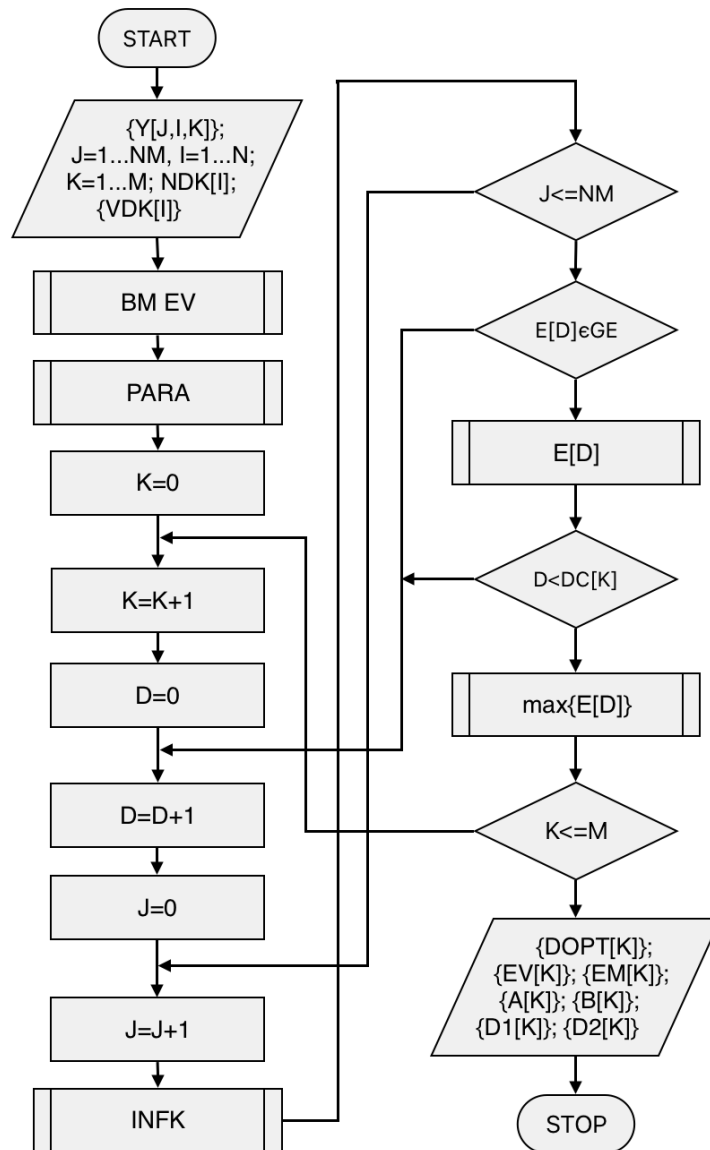 START
{Y[J,I,K]};
J=1...NM, I=1...N;
K=1...M; NDK[I];
{VDK[I]}
BM EV
PARA
K=0
K=K+1
D=0
D=D+1
J=0
J=J+1
INFK
J<=NM
E[D]єGE
E[D]
D<DC[K]
max{E[D]}
K<=M
{DOPT[K]};
{EV[K]}; {EM[K]};
{A[K]}; {B[K]};
{D1[K]}; {D2[K]}
STOP